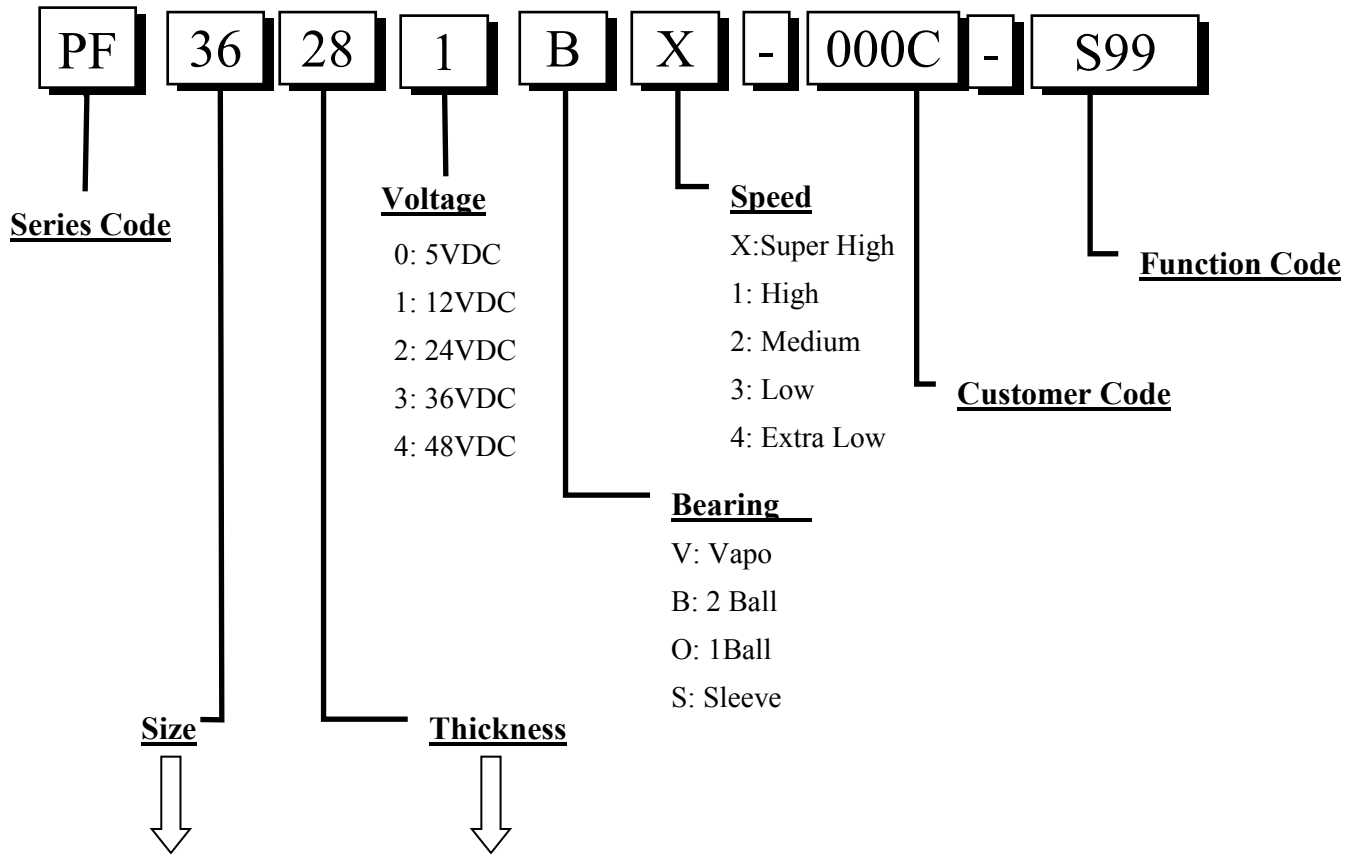 PF 36 28 1 B X - 000C - S99
Series Code
Voltage
0: 5VDC
1: 12VDC
2: 24VDC
3: 36VDC
4: 48VDC
Speed
X:Super High
1: High
2: Medium
3: Low
4: Extra Low
Function Code
Customer Code
Bearing
V: Vapo
B: 2 Ball
O: 1Ball
S: Sleeve
Size
Thickness